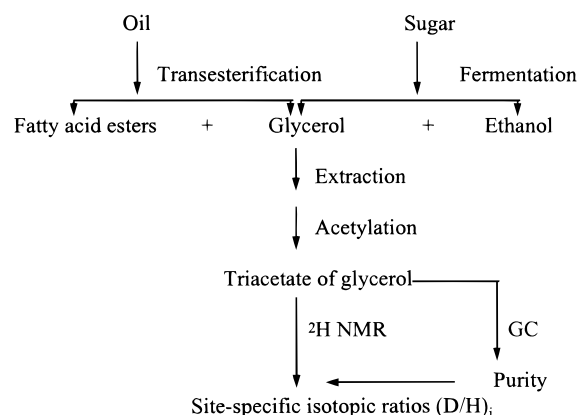 Oil Sugar
Transesterification Fermentation
Fatty acid esters + Glycerol + Ethanol
Extraction
Acetylation
Triacetate of glycerol
²H NMR GC
Purity
Site-specific isotopic ratios (D/H)ᵢ